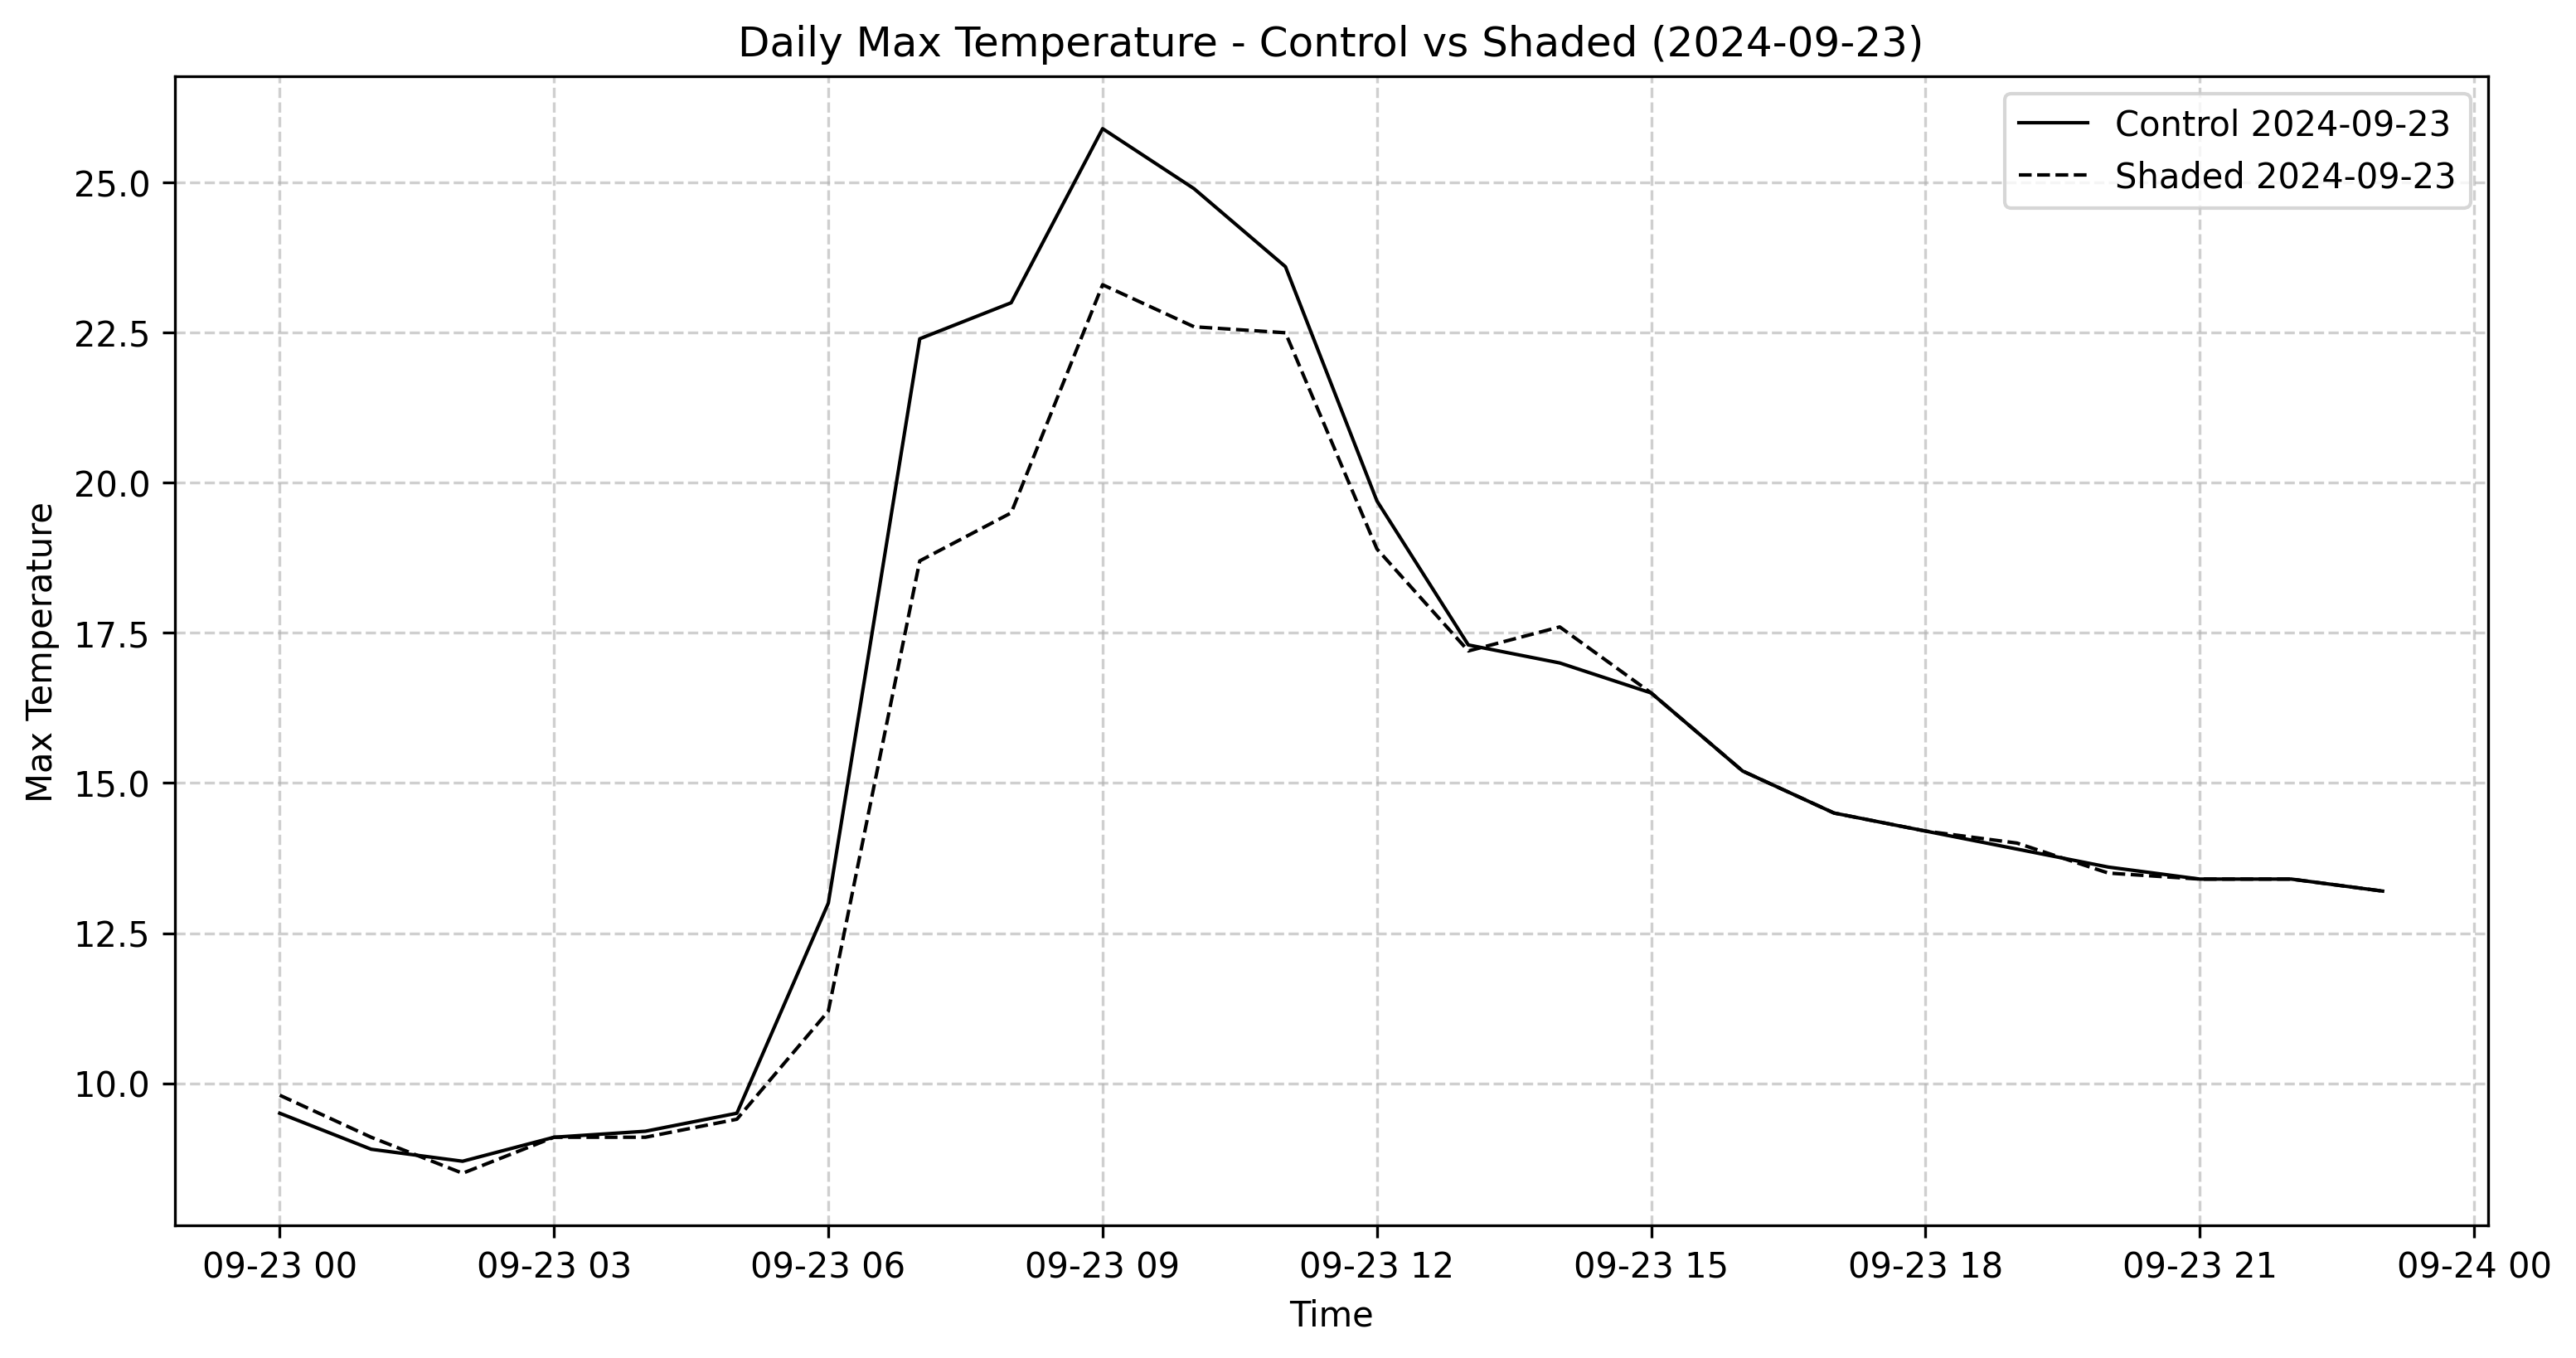 Daily Max Temperature - Control vs Shaded (2024-09-23)
Control 2024-09-23
Shaded 2024-09-23
Max Temperature
25.0
22.5
20.0
17.5
15.0
12.5
10.0
09-23 00 09-23 03 09-23 06 09-23 09 09-23 12 09-23 15 09-23 18 09-23 21 09-24 00
Time